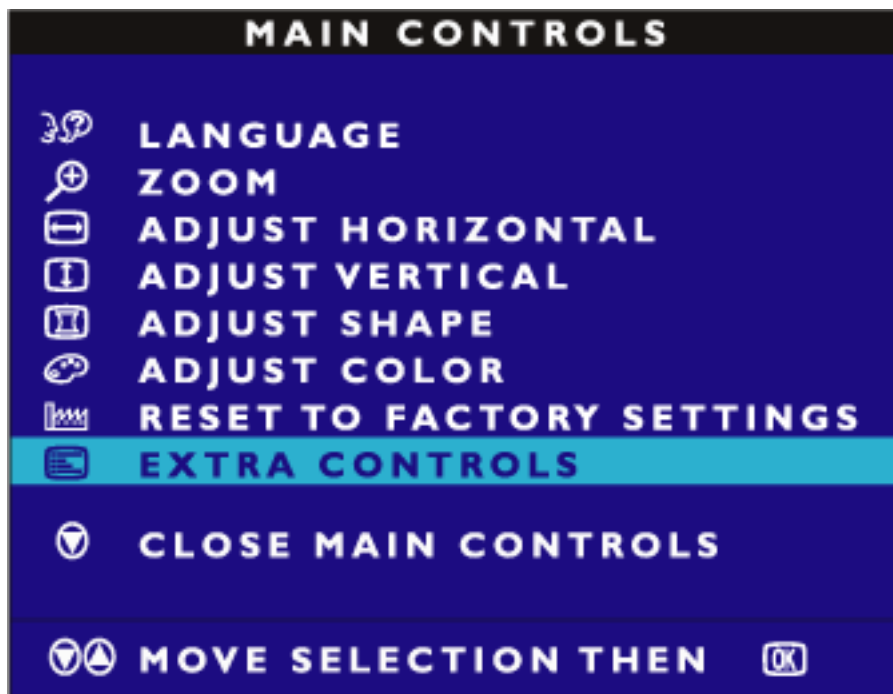 MAIN CONTROLS
LANGUAGE
ZOOM
ADJUST HORIZONTAL
ADJUST VERTICAL
ADJUST SHAPE
ADJUST COLOR
RESET TO FACTORY SETTINGS
EXTRA CONTROLS
CLOSE MAIN CONTROLS
MOVE SELECTION THEN OK